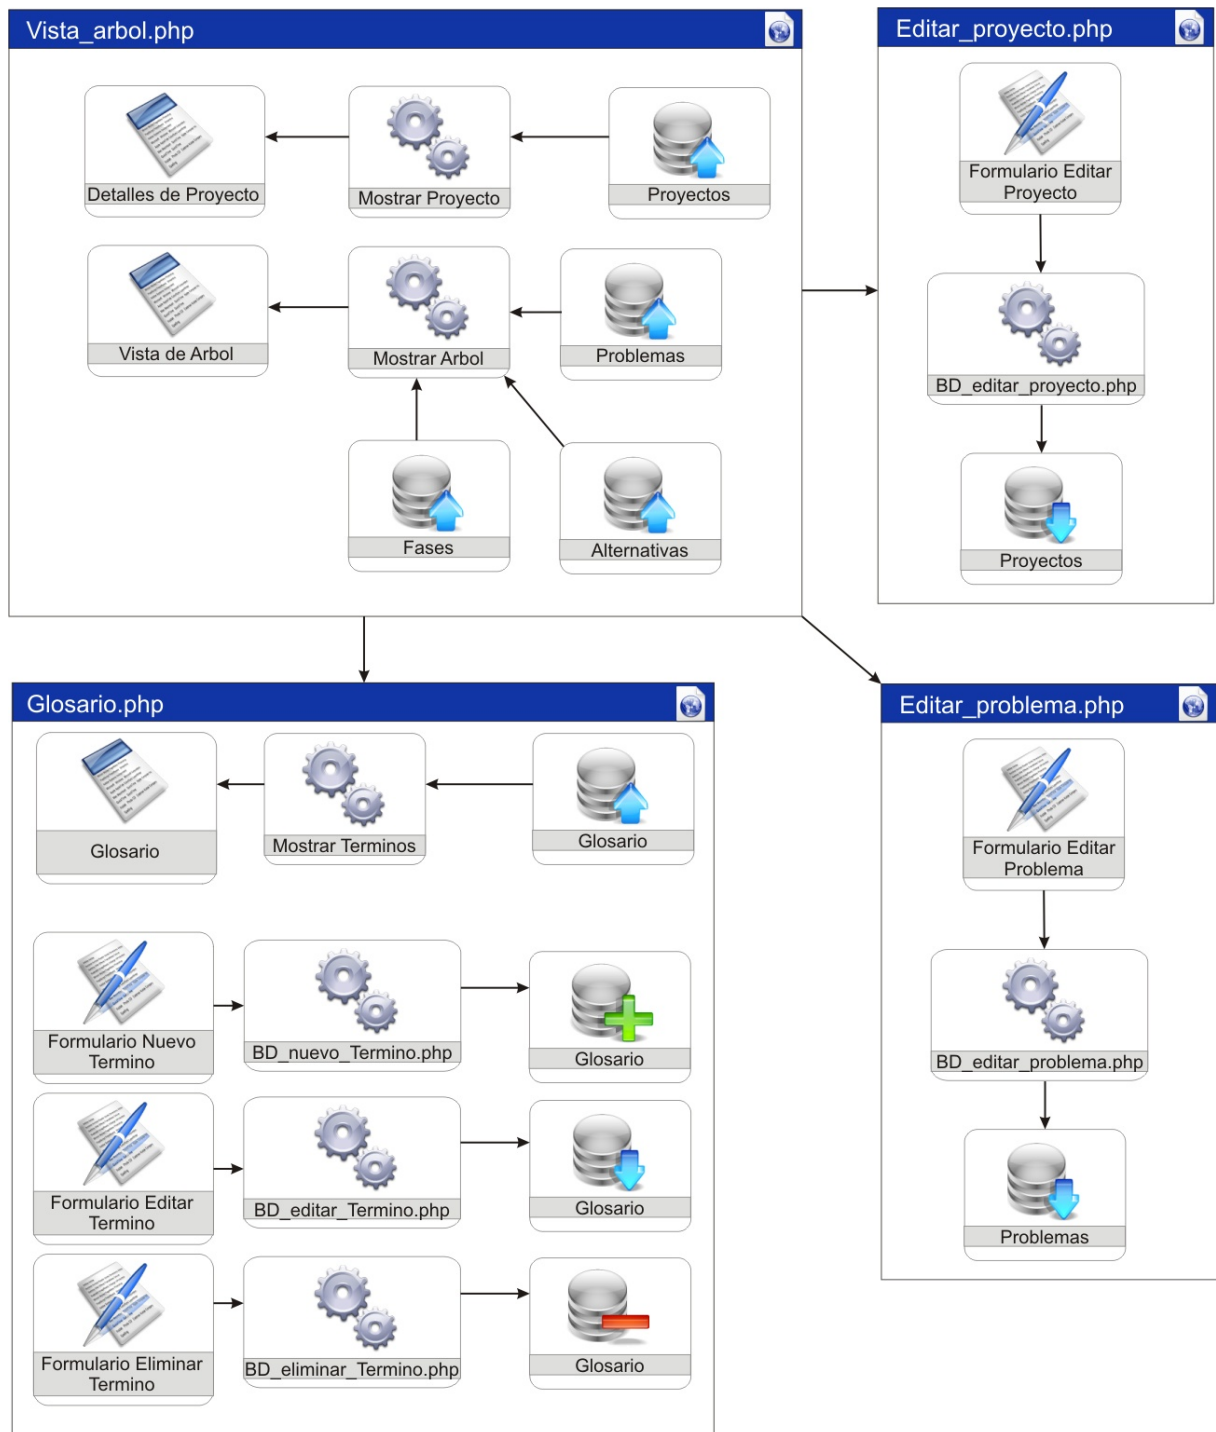 Vista_arbol.php
Detalles de Proyecto
Mostrar Proyecto
Proyectos
Vista de Arbol
Mostrar Arbol
Problemas
Fases
Alternativas
Editar_proyecto.php
Formulario Editar
Proyecto
BD_editar_proyecto.php
Proyectos
Glosario.php
Glosario
Mostrar Terminos
Glosario
Formulario Nuevo
Termino
BD_nuevo_Termino.php
Glosario
Formulario Editar
Termino
BD_editar_Termino.php
Glosario
Formulario Eliminar
Termino
BD_eliminar_Termino.php
Glosario
Editar_problema.php
Formulario Editar
Problema
BD_editar_problema.php
Problemas